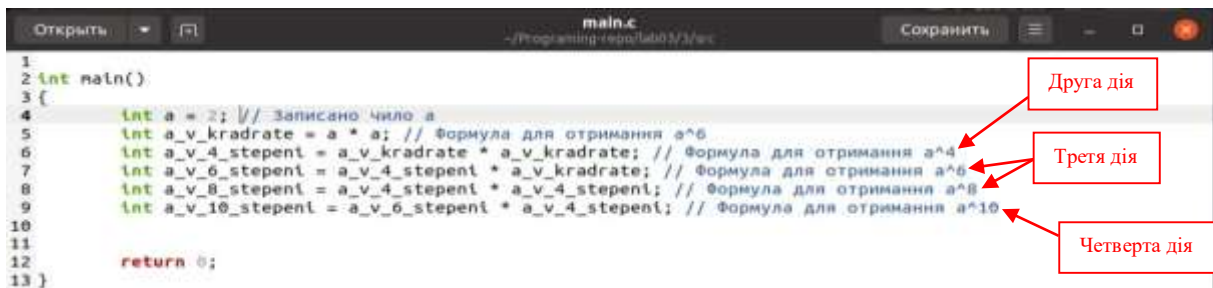 Открыть
main.c
~/Programing-repo/lab03/3/src
Сохранить
1
2 int main()
3 {
4 int a = 2; // Записано чило a
5 int a_v_kradrate = a * a; // Формула для отримання a^6
6 int a_v_4_stepeni = a_v_kradrate * a_v_kradrate; // Формула для отримання a^4
7 int a_v_6_stepeni = a_v_4_stepeni * a_v_kradrate; // Формула для отримання a^6
8 int a_v_8_stepeni = a_v_4_stepeni * a_v_4_stepeni; // Формула для отримання a^8
9 int a_v_10_stepeni = a_v_6_stepeni * a_v_4_stepeni; // Формула для отримання a^10
10
11
12 return 0;
13 }
Друга дія
Третя дія
Четверта дія